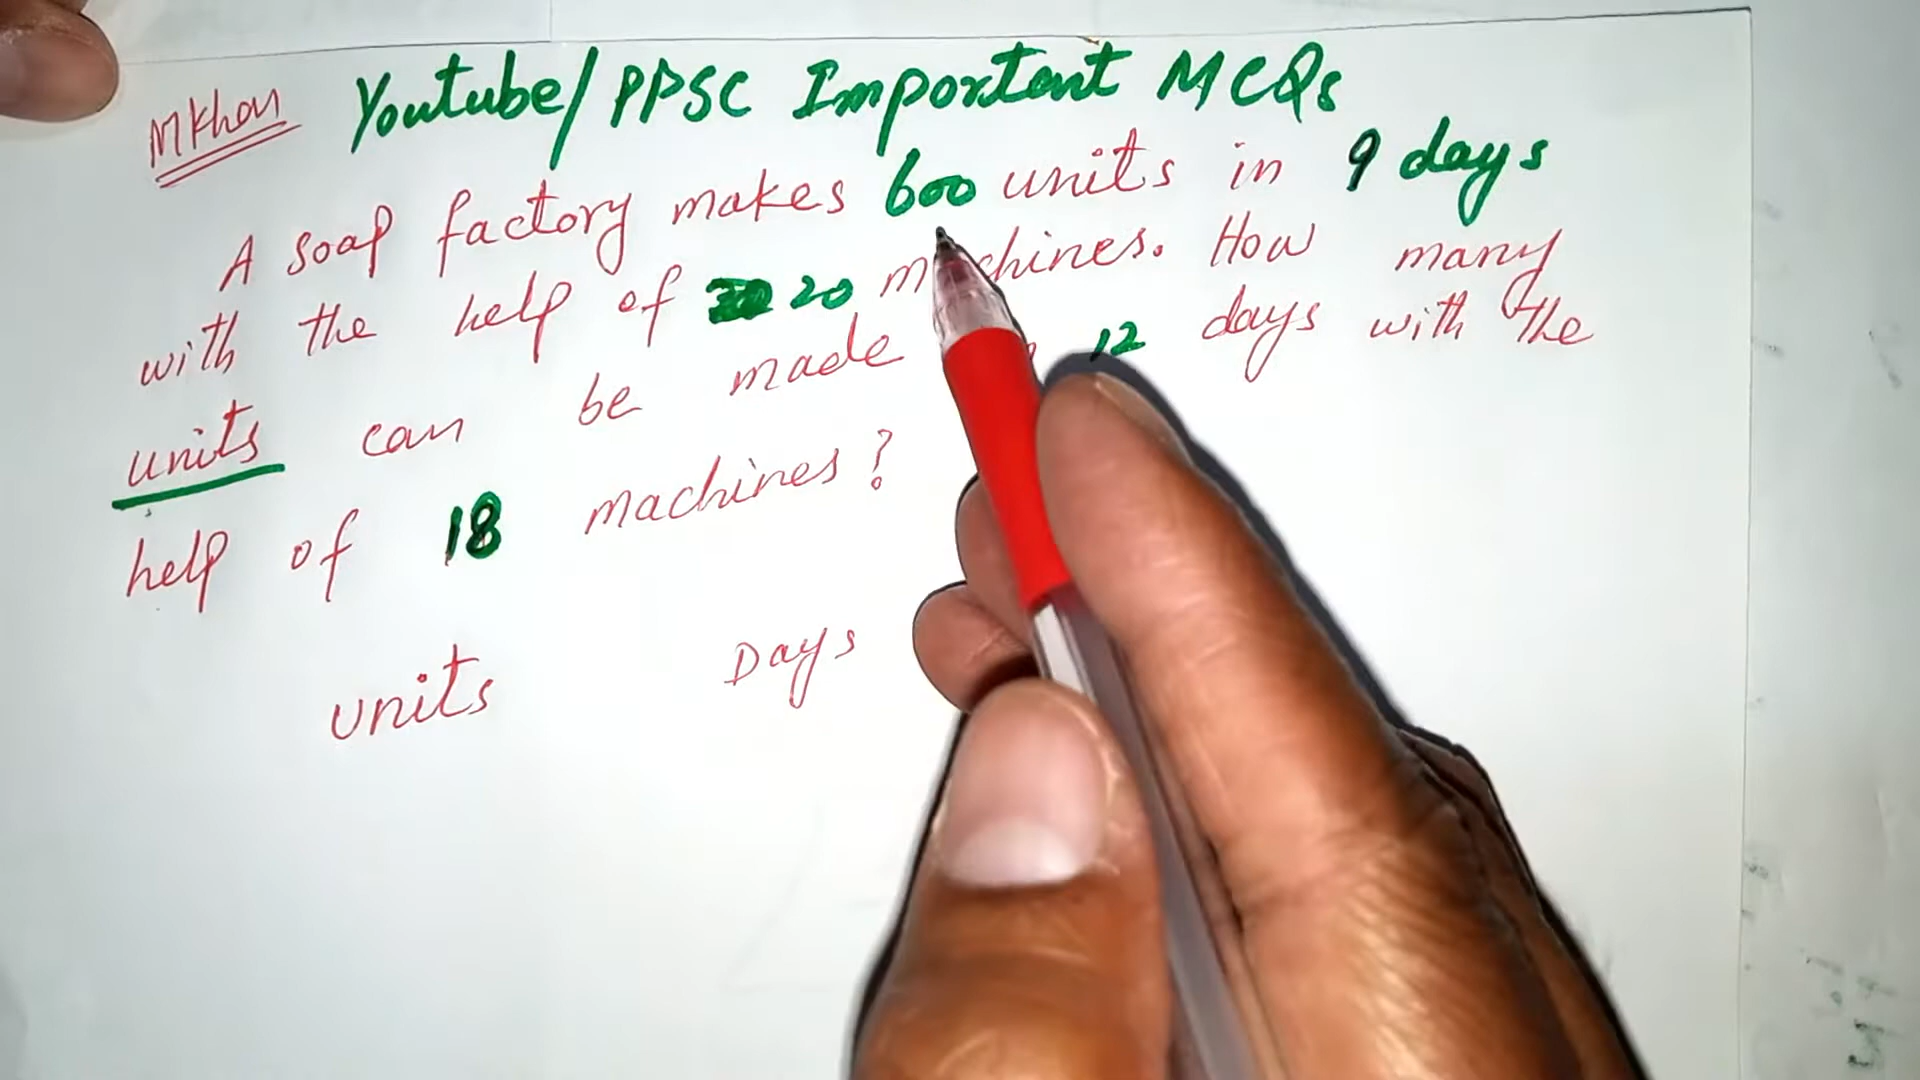 MKhan
Youtube/PPSC Important MCQs
A soap factory makes 600 units in 9 days
with the help of 20 machines. How many
units can be made 12 days with the
help of 18 machines?
units Days